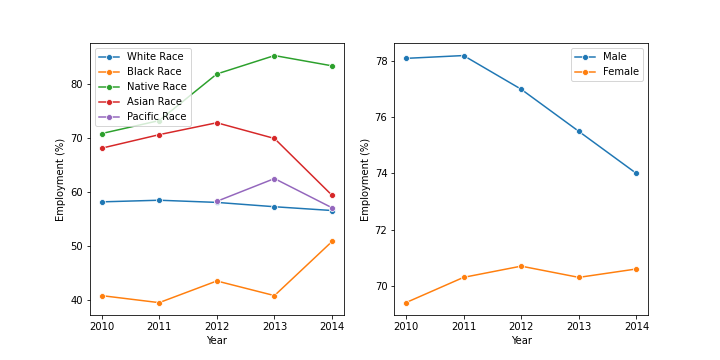 White Race
Black Race
Native Race
Asian Race
Pacific Race
80
70
60
50
40
Employment (%)
2010 2011 2012 2013 2014
Year
Male
Female
78
76
74
72
70
Employment (%)
2010 2011 2012 2013 2014
Year